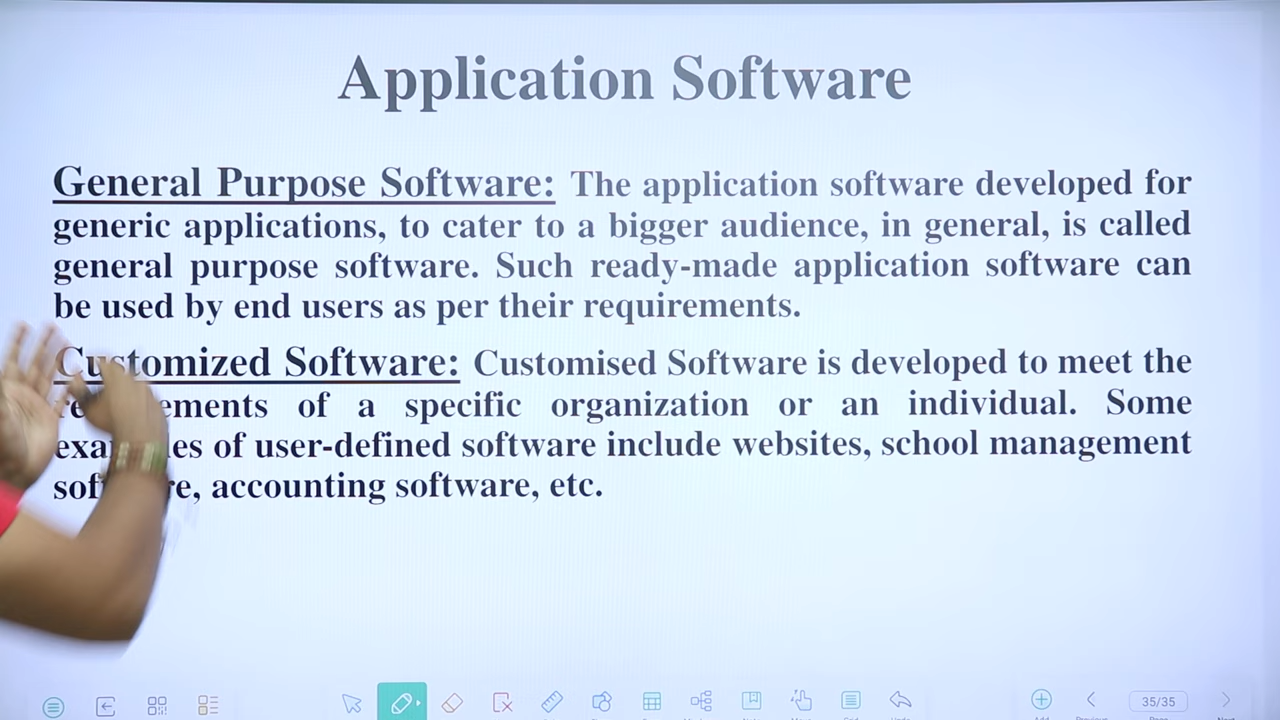 Application Software
General Purpose Software: The application software developed for
generic applications, to cater to a bigger audience, in general, is called
general purpose software. Such ready-made application software can
be used by end users as per their requirements.
Customized Software: Customised Software is developed to meet the
ements of a specific organization or an individual. Some
of user-defined software include websites, school management
accounting software, etc.
35/35